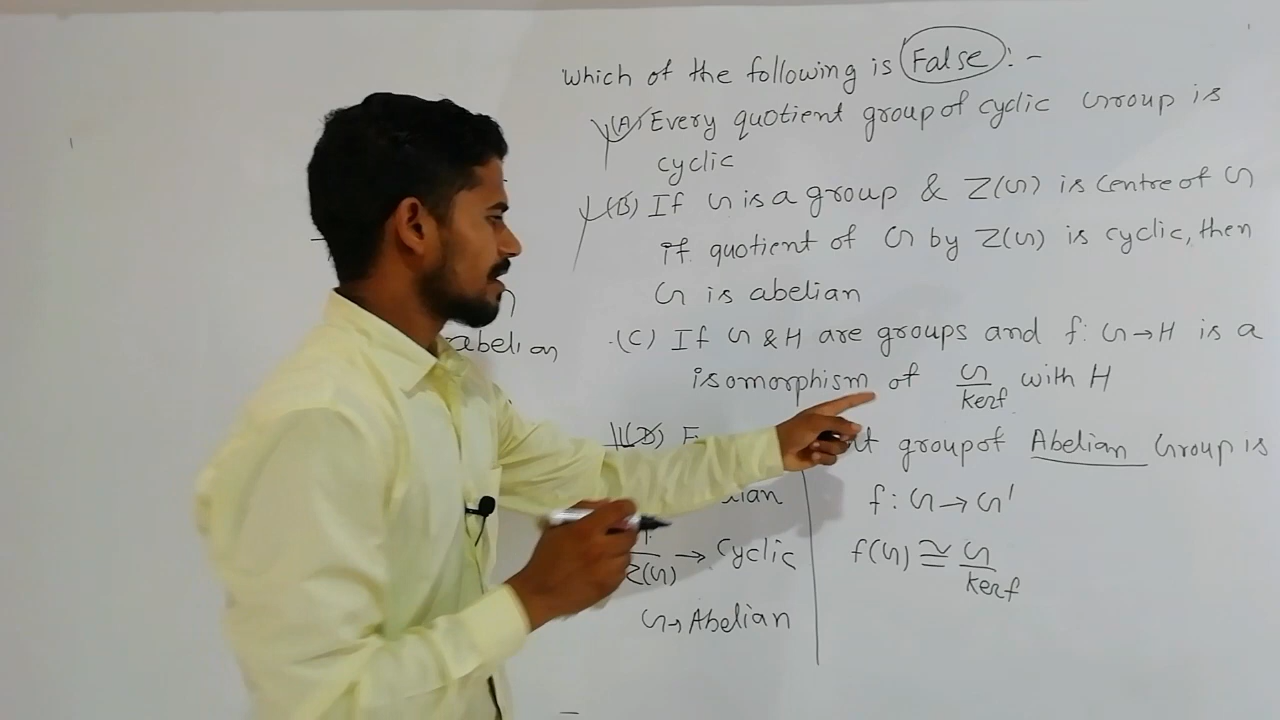 Which of the following is False : -
(A) Every quotient group of cyclic Group is
cyclic
(B) If G is a group & Z(G) is Centre of G
if quotient of G by Z(G) is cyclic, then
G is abelian
(C) If G & H are groups and f: G→H is a
isomorphism of G/kerf with H
(D) group of Abelian Group is
abelian
f: G→G'
Z(G) → Cyclic
f(G) ≅ G/kerf
G→Abelian